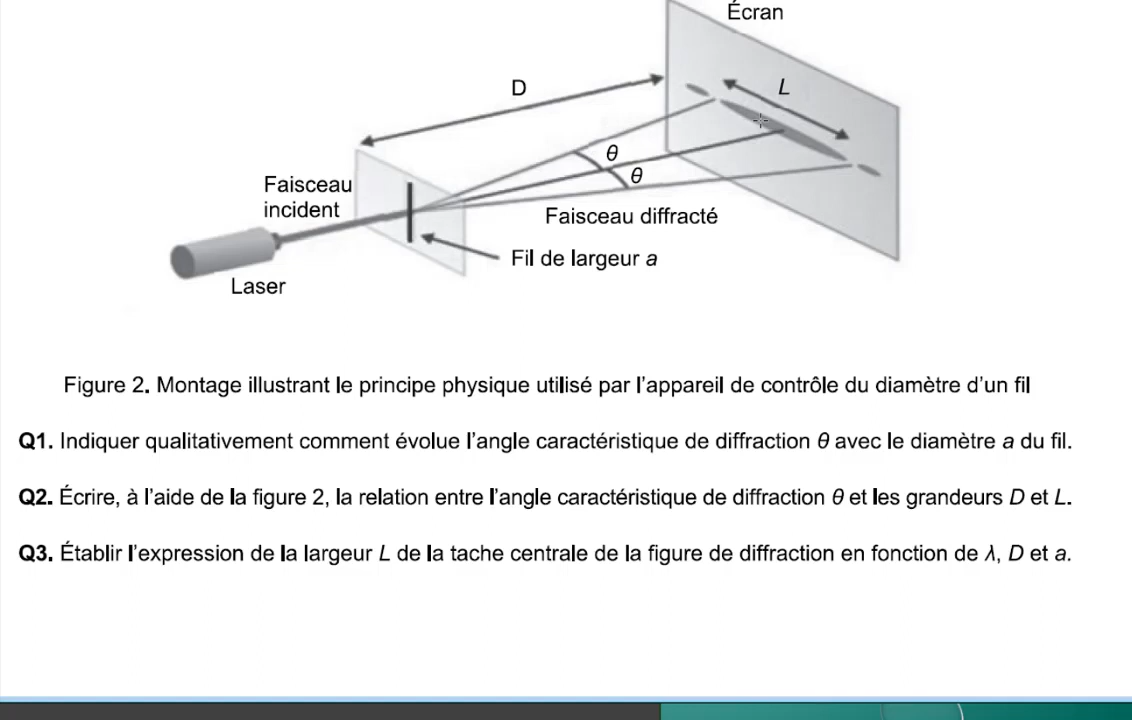 Écran
D
L
θ
θ
Faisceau
incident
Faisceau diffracté
Fil de largeur a
Laser
Figure 2. Montage illustrant le principe physique utilisé par l'appareil de contrôle du diamètre d'un fil
Q1. Indiquer qualitativement comment évolue l'angle caractéristique de diffraction θ avec le diamètre a du fil.
Q2. Écrire, à l'aide de la figure 2, la relation entre l'angle caractéristique de diffraction θ et les grandeurs D et L.
Q3. Établir l'expression de la largeur L de la tache centrale de la figure de diffraction en fonction de λ, D et a.